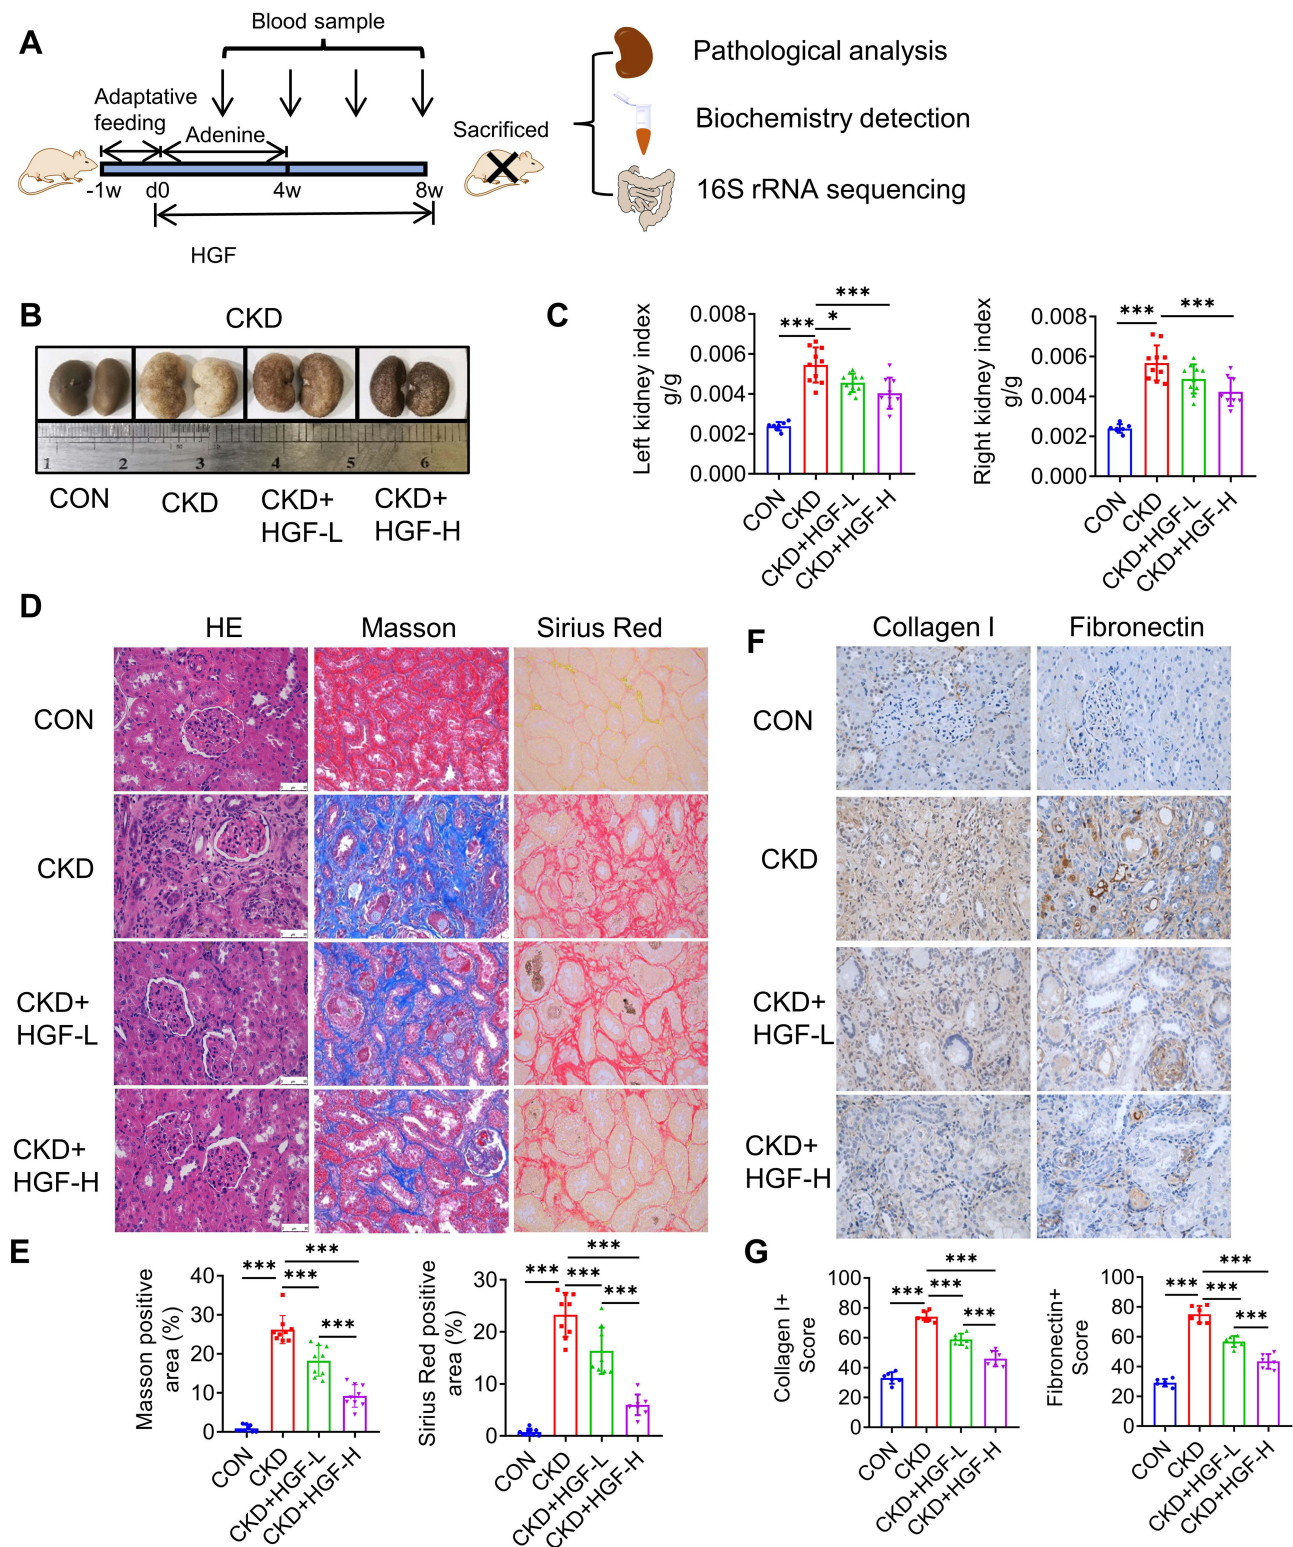 A
Blood sample
Adaptative
feeding
Adenine
-1w d0 4w 8w
HGF
Sacrificed
Pathological analysis
Biochemistry detection
16S rRNA sequencing
B
CKD
1 2 3 4 5 6
CON
CKD
CKD+
HGF-L
CKD+
HGF-H
C
Left kidney index
g/g
0.008
0.006
0.004
0.002
0.000
***
*
***
CON
CKD
CKD+HGF-L
CKD+HGF-H
Right kidney index
g/g
0.008
0.006
0.004
0.002
0.000
***
***
CON
CKD
CKD+HGF-L
CKD+HGF-H
D
HE Masson Sirius Red
CON
CKD
CKD+
HGF-L
CKD+
HGF-H
E
Masson positive
area (%)
40
30
20
10
0
***
***
***
***
CON
CKD
CKD+HGF-L
CKD+HGF-H
Sirius Red positive
area (%)
30
20
10
0
***
***
***
***
CON
CKD
CKD+HGF-L
CKD+HGF-H
F
Collagen I Fibronectin
CON
CKD
CKD+
HGF-L
CKD+
HGF-H
G
Collagen I+
Score
100
80
60
40
20
0
***
***
***
***
CON
CKD
CKD+HGF-L
CKD+HGF-H
Fibronectin+
Score
100
80
60
40
20
0
***
***
***
***
CON
CKD
CKD+HGF-L
CKD+HGF-H